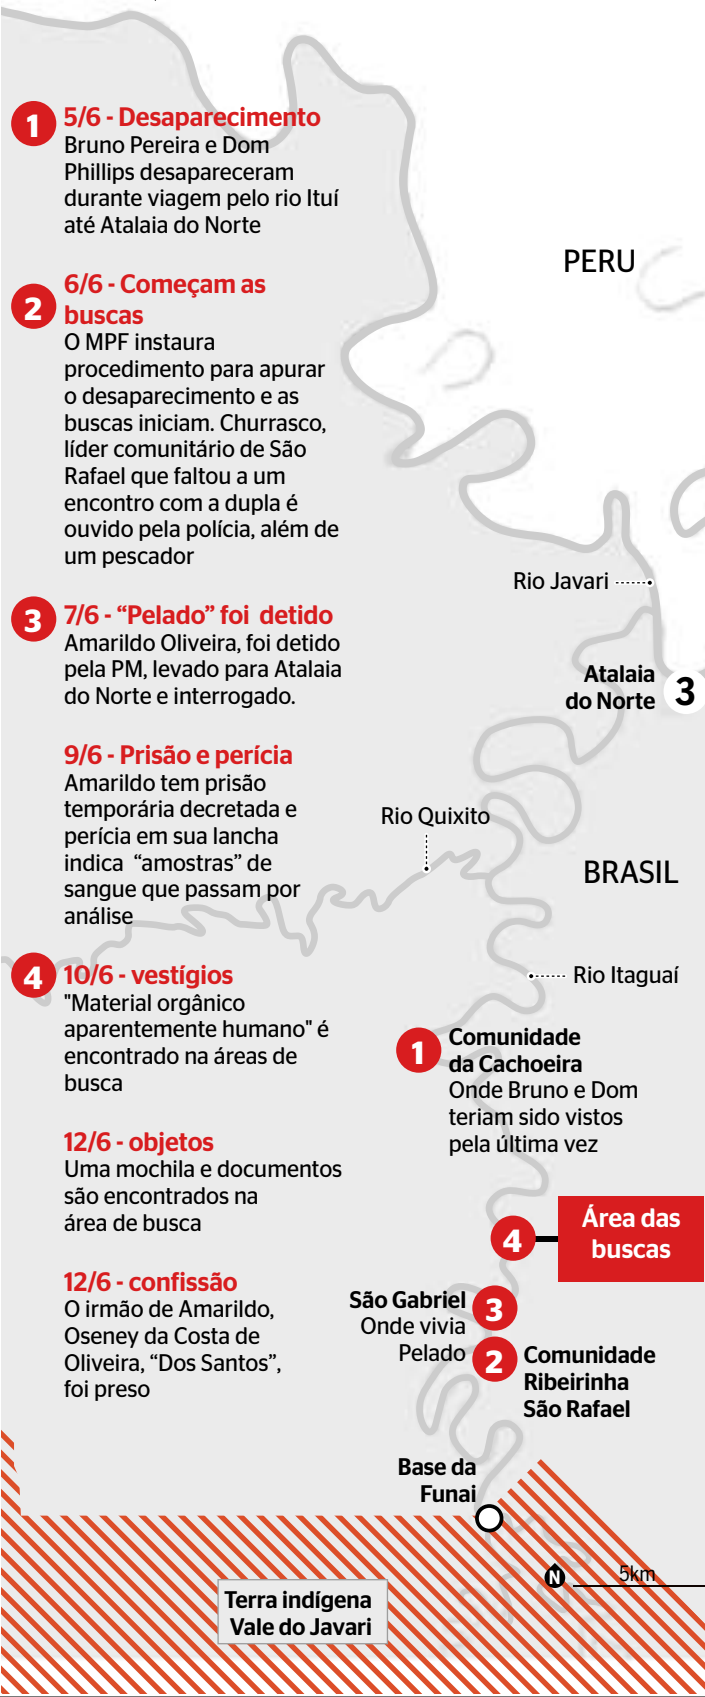 1
5/6 - Desaparecimento
Bruno Pereira e Dom
Phillips desapareceram
durante viagem pelo rio Ituí
até Atalaia do Norte
2
6/6 - Começam as
buscas
O MPF instaura
procedimento para apurar
o desaparecimento e as
buscas iniciam. Churrasco,
líder comunitário de São
Rafael que faltou a um
encontro com a dupla é
ouvido pela polícia, além de
um pescador
3
7/6 - “Pelado” foi detido
Amarildo Oliveira, foi detido
pela PM, levado para Atalaia
do Norte e interrogado.
9/6 - Prisão e perícia
Amarildo tem prisão
temporária decretada e
perícia em sua lancha
indica “amostras” de
sangue que passam por
análise
4
10/6 - vestígios
"Material orgânico
aparentemente humano" é
encontrado na áreas de
busca
12/6 - objetos
Uma mochila e documentos
são encontrados na
área de busca
12/6 - confissão
O irmão de Amarildo,
Oseney da Costa de
Oliveira, “Dos Santos”,
foi preso
PERU
Rio Javari
Atalaia
do Norte
3
Rio Quixito
BRASIL
Rio Itaguaí
1
Comunidade
da Cachoeira
Onde Bruno e Dom
teriam sido vistos
pela última vez
4
Área das
buscas
São Gabriel
Onde vivia
Pelado
3
2
Comunidade
Ribeirinha
São Rafael
Base da
Funai
N
5km
Terra indígena
Vale do Javari